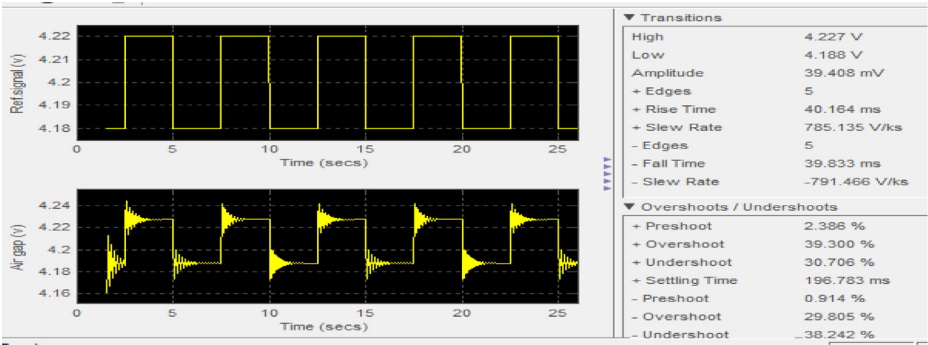 4.22
4.21
4.2
4.19
4.18
Ref.signal (v)
0 5 10 15 20 25
Time (secs)
4.24
4.22
4.2
4.18
4.16
Air gap (v)
0 5 10 15 20 25
Time (secs)
▼ Transitions
High 4.227 V
Low 4.188 V
Amplitude 39.408 mV
+ Edges 5
+ Rise Time 40.164 ms
+ Slew Rate 785.135 V/ks
- Edges 5
- Fall Time 39.833 ms
- Slew Rate -791.466 V/ks
▼ Overshoots / Undershoots
+ Preshoot 2.386 %
+ Overshoot 39.300 %
+ Undershoot 30.706 %
+ Settling Time 196.783 ms
- Preshoot 0.914 %
- Overshoot 29.805 %
- Undershoot 38.242 %